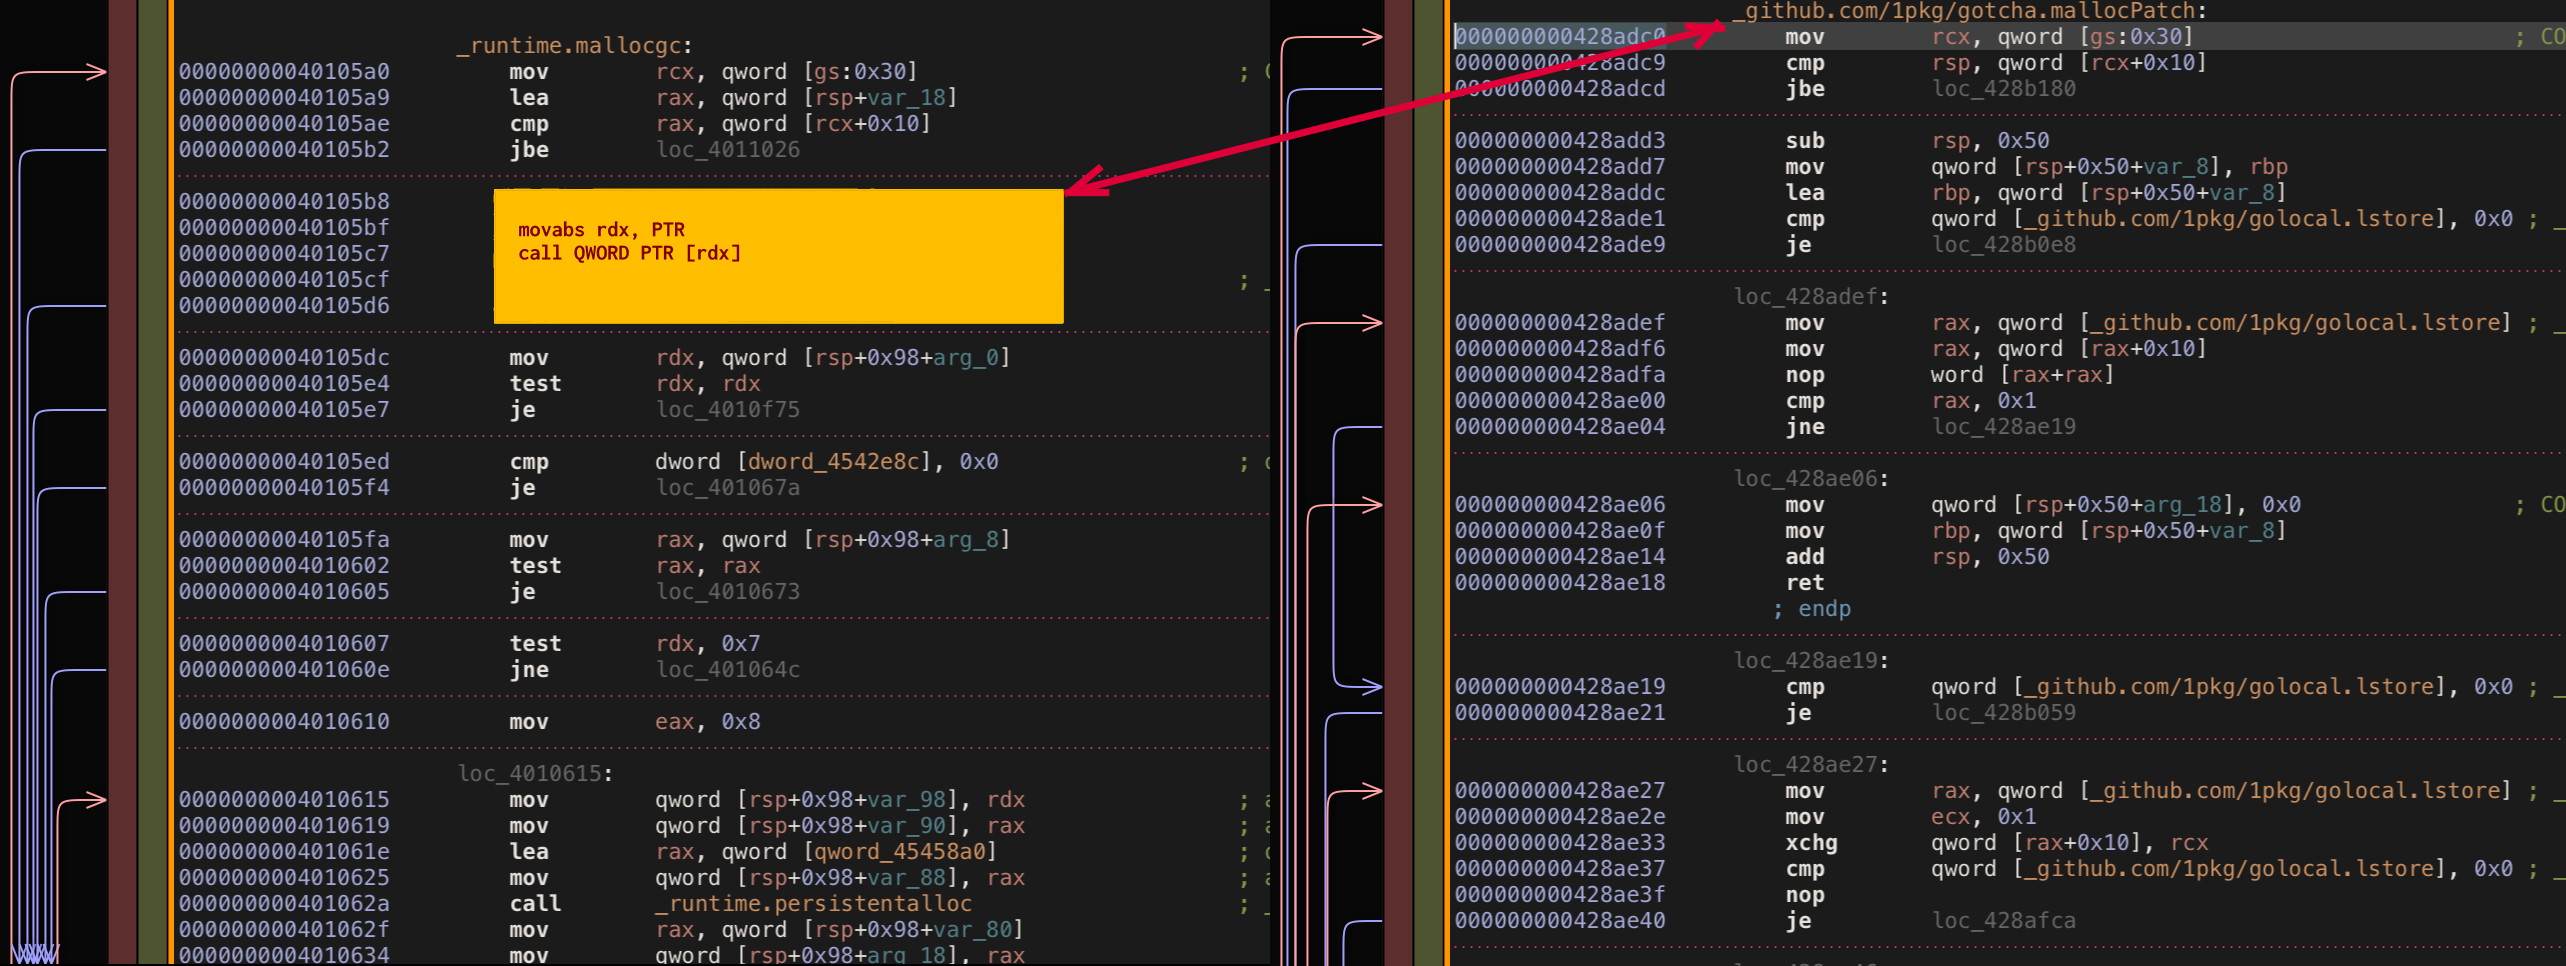 _runtime.mallocgc:
00000000040105a0 mov rcx, qword [gs:0x30] ;
00000000040105a9 lea rax, qword [rsp+var_18]
00000000040105ae cmp rax, qword [rcx+0x10]
00000000040105b2 jbe loc_4011026
00000000040105b8
00000000040105bf
00000000040105c7
00000000040105cf ; _
00000000040105d6
movabs rdx, PTR
call QWORD PTR [rdx]
00000000040105dc mov rdx, qword [rsp+0x98+arg_0]
00000000040105e4 test rdx, rdx
00000000040105e7 je loc_4010f75
00000000040105ed cmp dword [dword_4542e8c], 0x0 ;
00000000040105f4 je loc_401067a
00000000040105fa mov rax, qword [rsp+0x98+arg_8]
0000000004010602 test rax, rax
0000000004010605 je loc_4010673
0000000004010607 test rdx, 0x7
000000000401060e jne loc_401064c
0000000004010610 mov eax, 0x8
loc_4010615:
0000000004010615 mov qword [rsp+0x98+var_98], rdx ;
0000000004010619 mov qword [rsp+0x98+var_90], rax ;
000000000401061e lea rax, qword [qword_45458a0] ;
0000000004010625 mov qword [rsp+0x98+var_88], rax ;
000000000401062a call _runtime.persistentalloc ; _
000000000401062f mov rax, qword [rsp+0x98+var_80]
0000000004010634 mov qword [rsp+0x98+arg_18], rax
_github.com/1pkg/gotcha.mallocPatch:
000000000428adc0 mov rcx, qword [gs:0x30] ; CO
000000000428adc9 cmp rsp, qword [rcx+0x10]
000000000428adcd jbe loc_428b180
000000000428add3 sub rsp, 0x50
000000000428add7 mov qword [rsp+0x50+var_8], rbp
000000000428addc lea rbp, qword [rsp+0x50+var_8]
000000000428ade1 cmp qword [_github.com/1pkg/golocal.lstore], 0x0 ; _
000000000428ade9 je loc_428b0e8
loc_428adef:
000000000428adef mov rax, qword [_github.com/1pkg/golocal.lstore] ; _
000000000428adf6 mov rax, qword [rax+0x10]
000000000428adfa nop word [rax+rax]
000000000428ae00 cmp rax, 0x1
000000000428ae04 jne loc_428ae19
loc_428ae06:
000000000428ae06 mov qword [rsp+0x50+arg_18], 0x0 ; CO
000000000428ae0f mov rbp, qword [rsp+0x50+var_8]
000000000428ae14 add rsp, 0x50
000000000428ae18 ret
; endp
loc_428ae19:
000000000428ae19 cmp qword [_github.com/1pkg/golocal.lstore], 0x0 ; _
000000000428ae21 je loc_428b059
loc_428ae27:
000000000428ae27 mov rax, qword [_github.com/1pkg/golocal.lstore] ; _
000000000428ae2e mov ecx, 0x1
000000000428ae33 xchg qword [rax+0x10], rcx
000000000428ae37 cmp qword [_github.com/1pkg/golocal.lstore], 0x0 ; _
000000000428ae3f nop
000000000428ae40 je loc_428afca